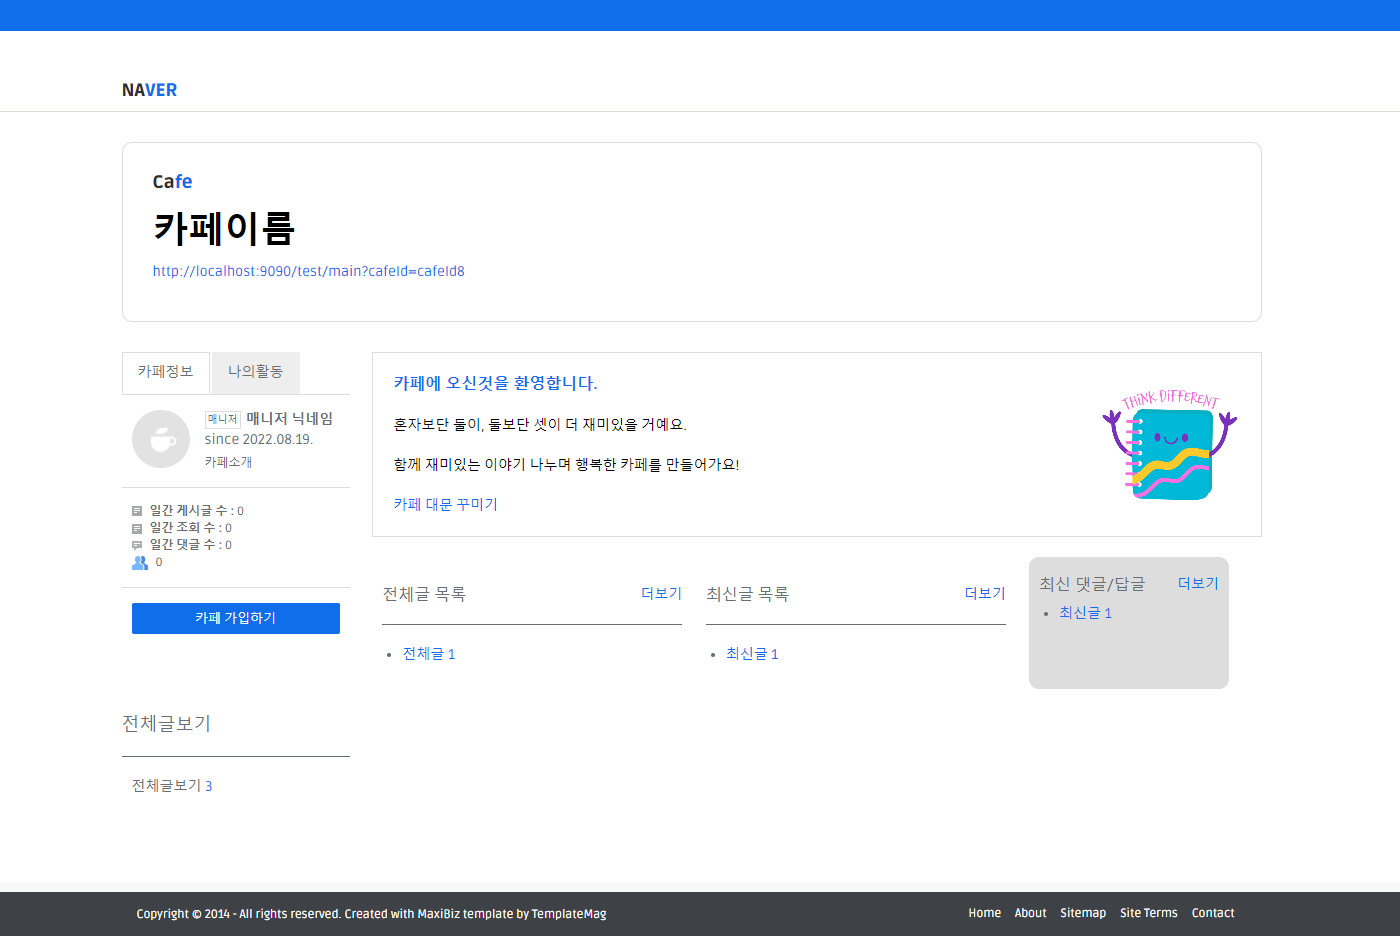 NAVER
Cafe
카페이름
http://localhost:9090/test/main?cafeId=cafeId8
카페정보
나의활동
매니저 매니저 닉네임
since 2022.08.19.
카페소개
일간 게시글 수 : 0
일간 조회 수 : 0
일간 댓글 수 : 0
0
카페 가입하기
전체글보기
전체글보기 3
카페에 오신것을 환영합니다.
혼자보단 둘이, 둘보단 셋이 더 재미있을 거예요.
함께 재미있는 이야기 나누며 행복한 카페를 만들어가요!
카페 대문 꾸미기
THiNK DiFFERENT
전체글 목록 더보기
전체글 1
최신글 목록 더보기
최신글 1
최신 댓글/답글 더보기
최신글 1
Copyright © 2014 - All rights reserved. Created with MaxiBiz template by TemplateMag
Home About Sitemap Site Terms Contact